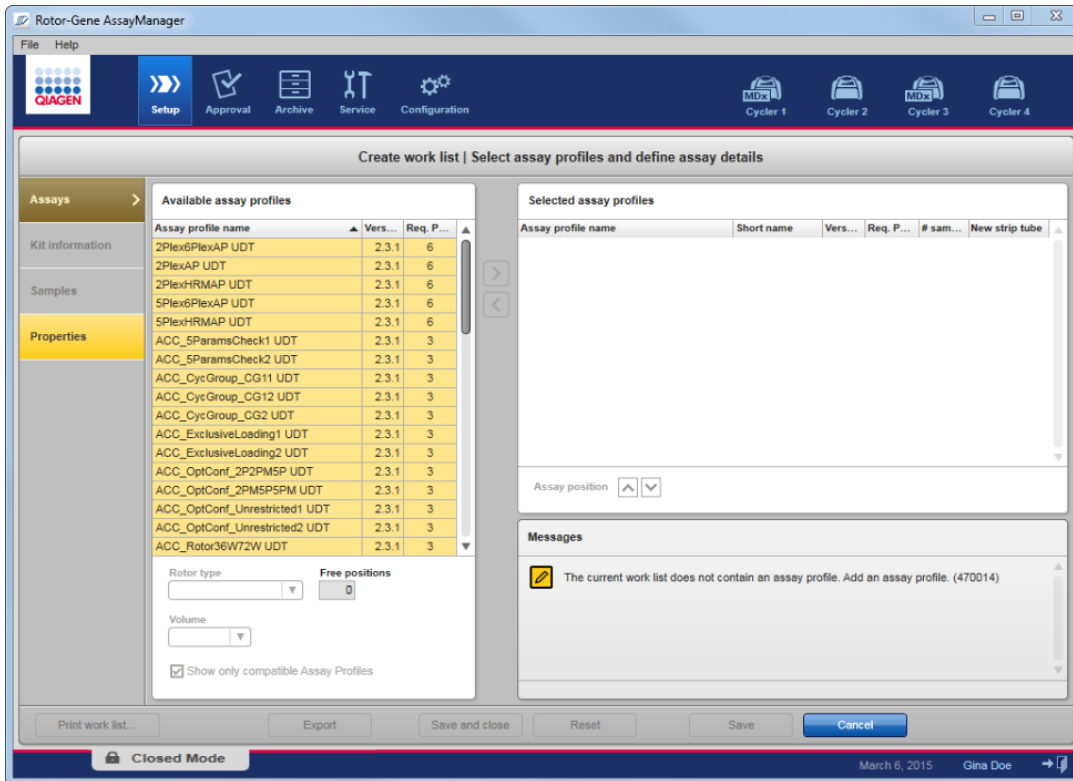 Rotor-Gene AssayManager
File Help
QIAGEN
Setup Approval Archive Service Configuration
MDx MDx
Cycler 1 Cycler 2 Cycler 3 Cycler 4
Create work list | Select assay profiles and define assay details
Assays
Kit information
Samples
Properties
Available assay profiles
Assay profile name Vers... Req. P...
2Plex6PlexAP UDT 2.3.1 6
2PlexAP UDT 2.3.1 6
2PlexHRMAP UDT 2.3.1 6
5Plex6PlexAP UDT 2.3.1 6
5PlexHRMAP UDT 2.3.1 6
ACC_5ParamsCheck1 UDT 2.3.1 3
ACC_5ParamsCheck2 UDT 2.3.1 3
ACC_CycGroup_CG11 UDT 2.3.1 3
ACC_CycGroup_CG12 UDT 2.3.1 3
ACC_CycGroup_CG2 UDT 2.3.1 3
ACC_ExclusiveLoading1 UDT 2.3.1 3
ACC_ExclusiveLoading2 UDT 2.3.1 3
ACC_OptConf_2P2PM5P UDT 2.3.1 3
ACC_OptConf_2PM5P5PM UDT 2.3.1 3
ACC_OptConf_Unrestricted1 UDT 2.3.1 3
ACC_OptConf_Unrestricted2 UDT 2.3.1 3
ACC_Rotor36W72W UDT 2.3.1 3
Rotor type Free positions
0
Volume
Show only compatible Assay Profiles
Selected assay profiles
Assay profile name Short name Vers... Req. P... # sam... New strip tube
Assay position
Messages
The current work list does not contain an assay profile. Add an assay profile. (470014)
Print work list... Export Save and close Reset Save Cancel
Closed Mode
March 6, 2015 Gina Doe